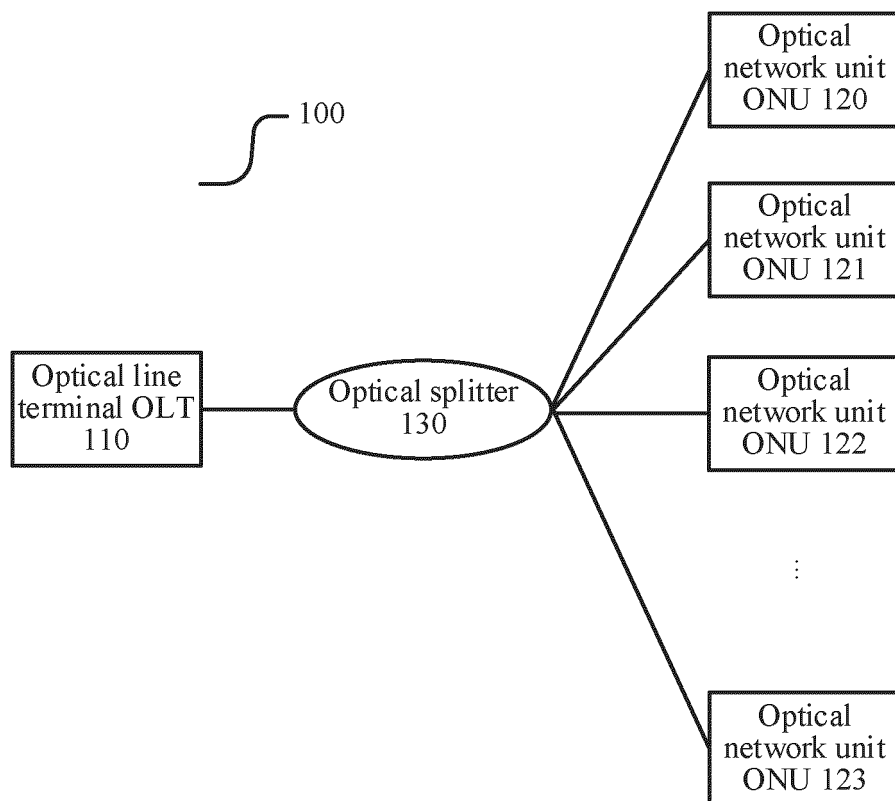 100
Optical
network unit
ONU 120
Optical
network unit
ONU 121
Optical line
terminal OLT
110
Optical splitter
130
Optical
network unit
ONU 122
...
Optical
network unit
ONU 123